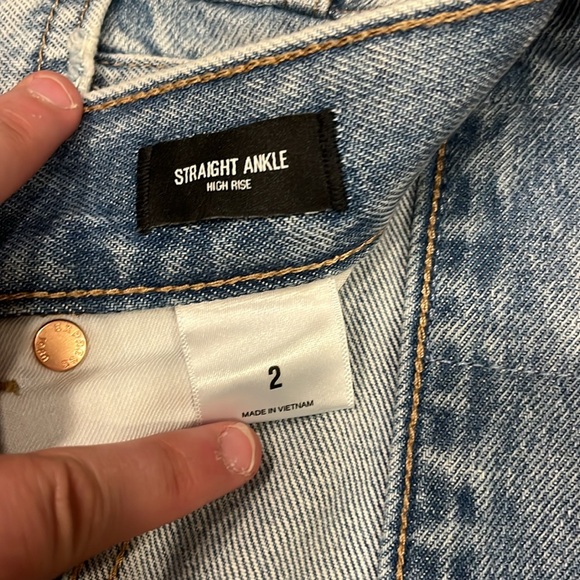 STRAIGHT ANKLE
HIGH RISE
2
MADE IN VIETNAM